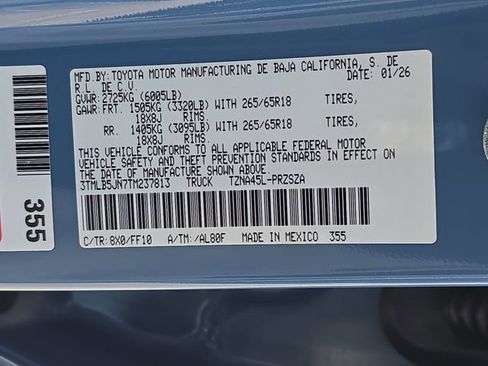 MFD.BY: TOYOTA MOTOR MANUFACTURING DE BAJA CALIFORNIA, S. DE
R.L. DE C.V. DATE: 01/26
GVWR: 2725KG (6005LB)
GAWR: FRT. 1505KG (3320LB) WITH 265/65R18 TIRES,
18X8J RIMS
RR. 1405KG (3095LB) WITH 265/65R18 TIRES,
18X8J RIMS
THIS VEHICLE CONFORMS TO ALL APPLICABLE FEDERAL MOTOR
VEHICLE SAFETY AND THEFT PREVENTION STANDARDS IN EFFECT ON
THE DATE OF MANUFACTURE SHOWN ABOVE.
3TMLB5JN7TM237813 TRUCK TZNA45L-PRZSZA
C/TR: 8X0/FF10 A/TM: /AL80F MADE IN MEXICO 355
355